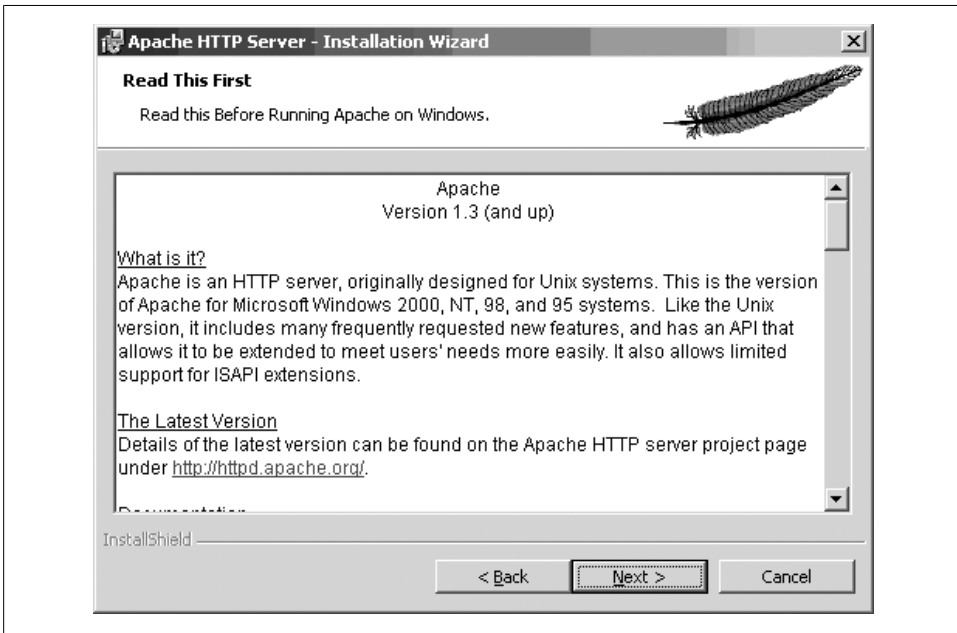 Apache HTTP Server - Installation Wizard
Read This First
Read this Before Running Apache on Windows.
Apache
Version 1.3 (and up)
What is it?
Apache is an HTTP server, originally designed for Unix systems. This is the version
of Apache for Microsoft Windows 2000, NT, 98, and 95 systems. Like the Unix
version, it includes many frequently requested new features, and has an API that
allows it to be extended to meet users' needs more easily. It also allows limited
support for ISAPI extensions.
The Latest Version
Details of the latest version can be found on the Apache HTTP server project page
under http://httpd.apache.org/.
Documentation
InstallShield
< Back
Next >
Cancel